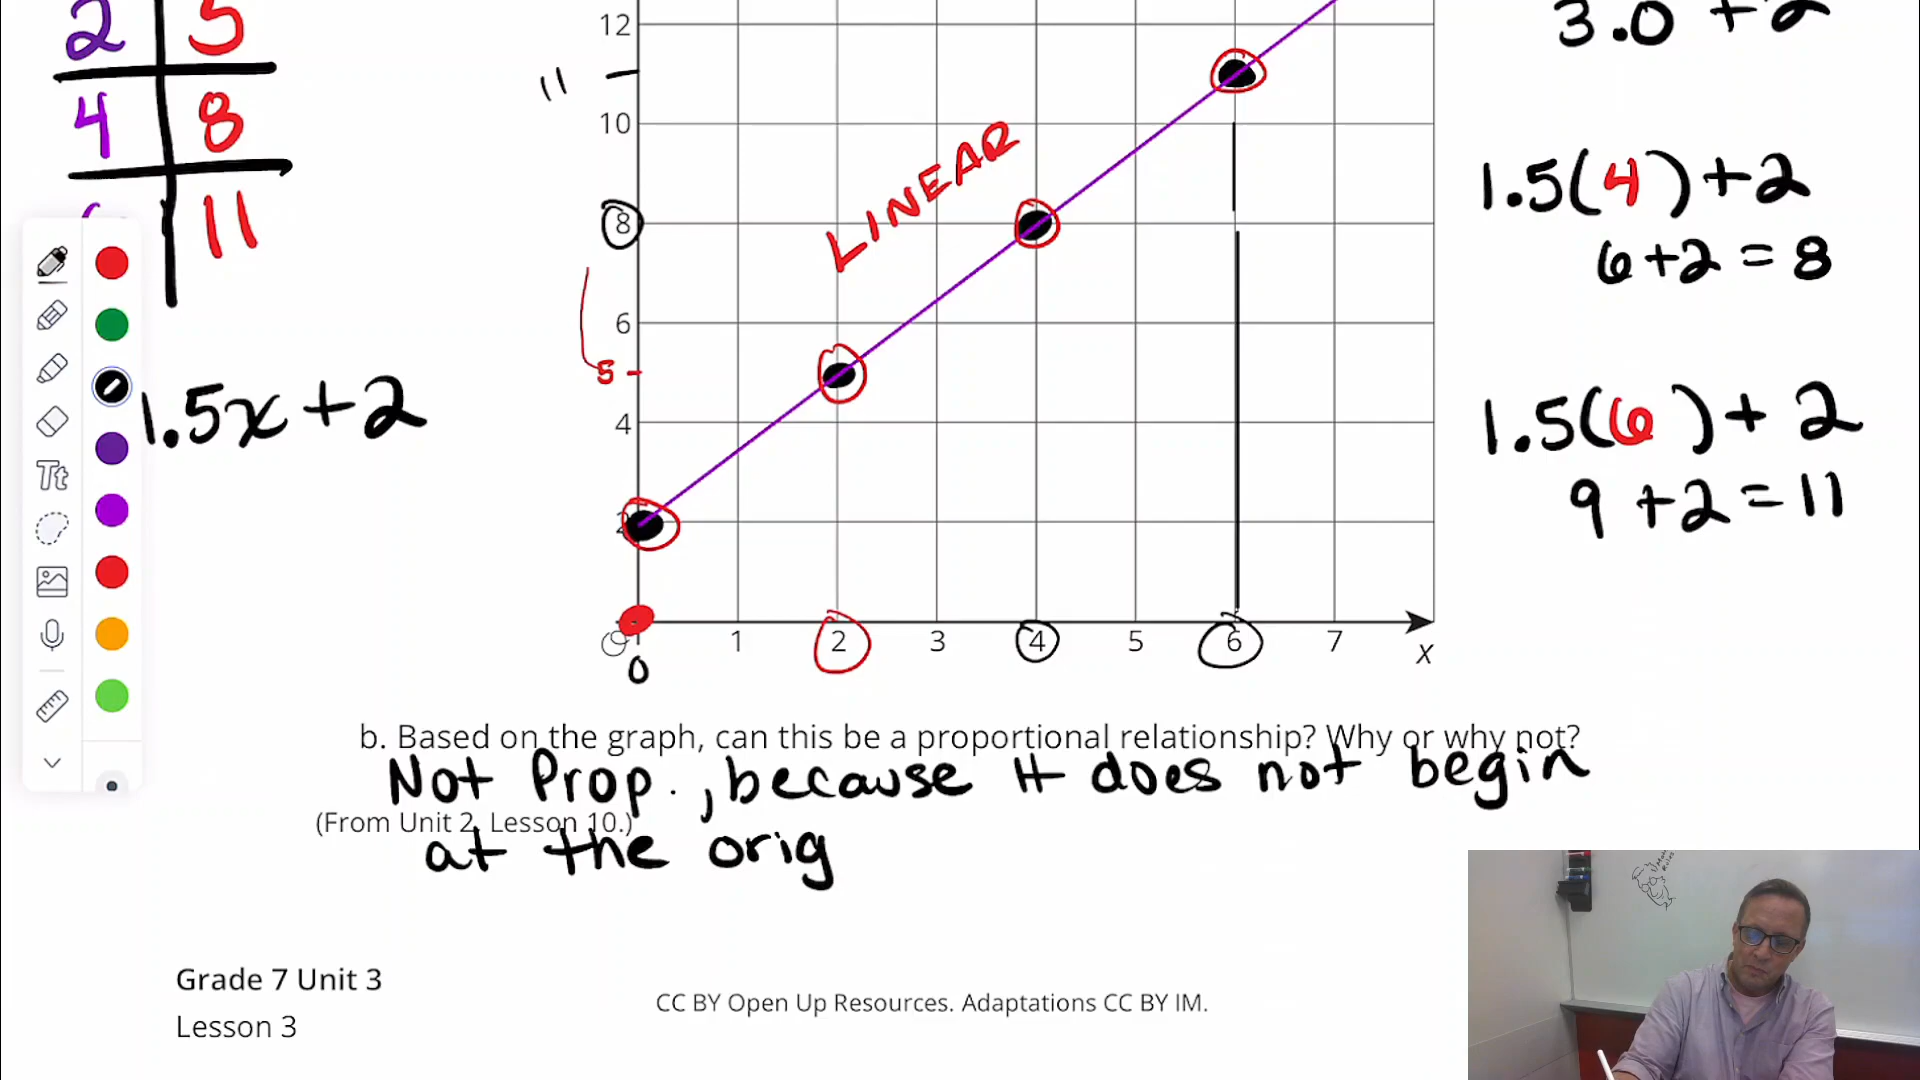 2 5
4 8
11
1.5x+2
12
11
10
8
6
5
4
2
LINEAR
0
0 1 2 3 4 5 6 7 x
3.0 +2
1.5(4)+2
6+2=8
1.5(6)+2
9+2=11
Tt
b. Based on the graph, can this be a proportional relationship? Why or why not?
Not Prop., because it does not begin
(From Unit 2, Lesson 10.)
at the orig
Grade 7 Unit 3
Lesson 3
CC BY Open Up Resources. Adaptations CC BY IM.